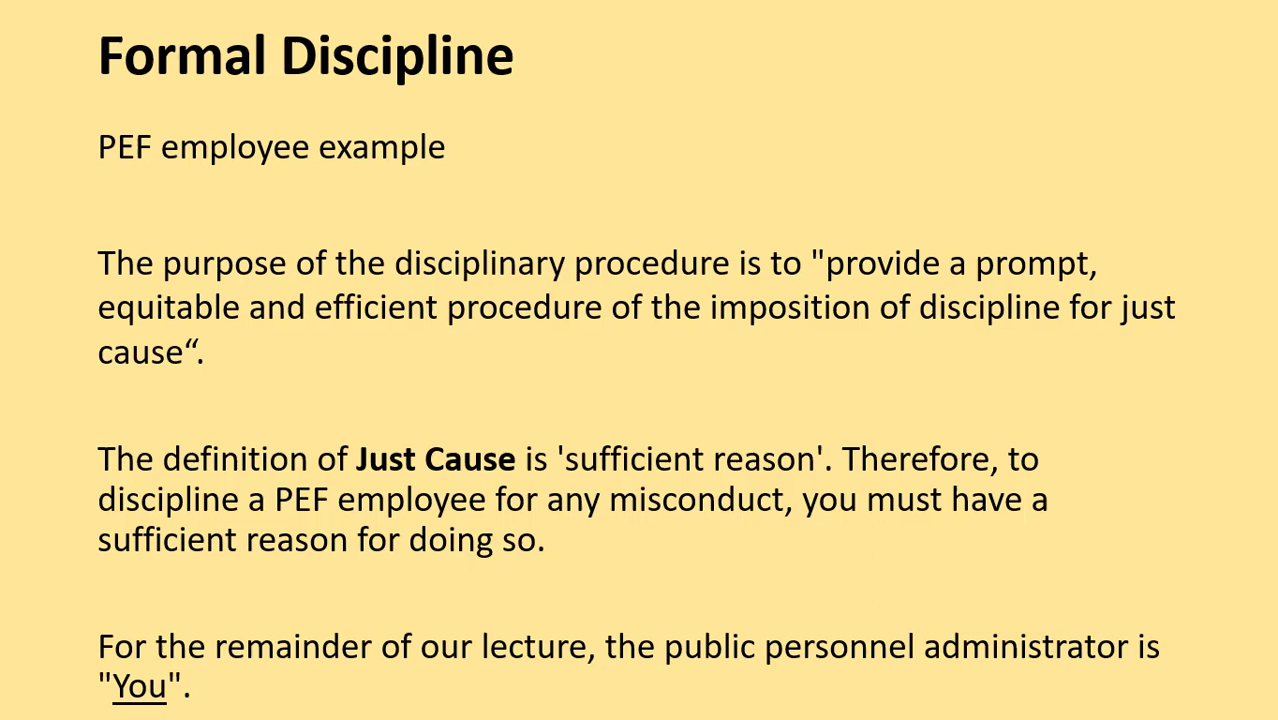 Formal Discipline
PEF employee example
The purpose of the disciplinary procedure is to "provide a prompt,
equitable and efficient procedure of the imposition of discipline for just
cause“.
The definition of Just Cause is 'sufficient reason'. Therefore, to
discipline a PEF employee for any misconduct, you must have a
sufficient reason for doing so.
For the remainder of our lecture, the public personnel administrator is
"You".